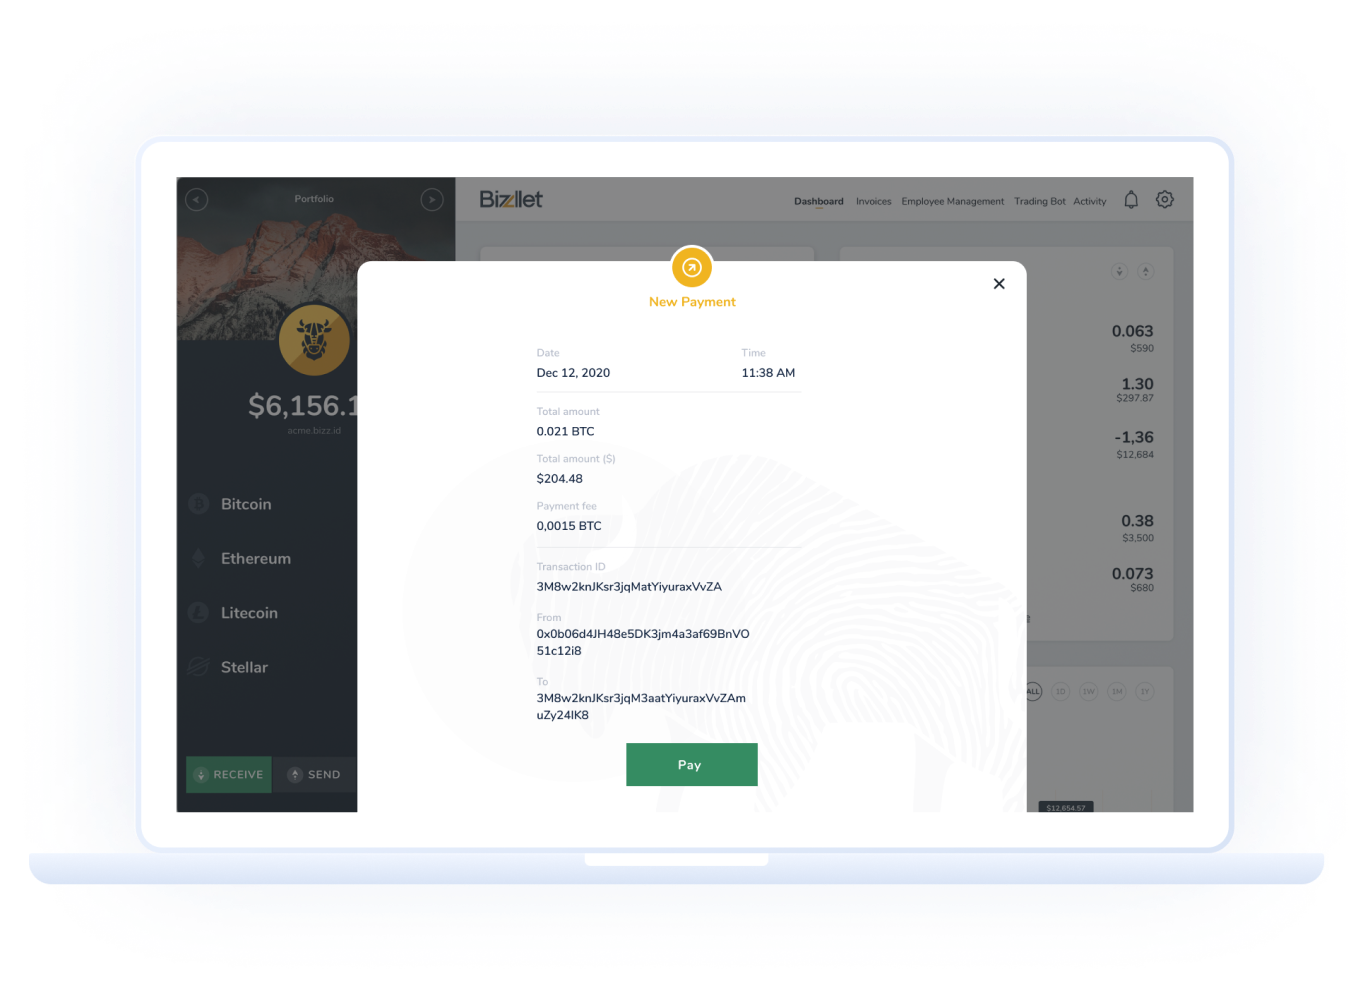 Portfolio
Bizllet
Dashboard Invoices Employee Management Trading Bot Activity
New Payment
Date Time
Dec 12, 2020 11:38 AM
Total amount
0.021 BTC
Total amount ($)
$204.48
Payment fee
0,0015 BTC
Transaction ID
3M8w2knJKsr3jqMatYiyuraxVvZA
From
0x0b06d4JH48e5DK3jm4a3af69BnVO
51c12i8
To
3M8w2knJKsr3jqM3aatYiyuraxVvZAm
uZy24IK8
Pay
$6,156.1
acme.bizz.id
Bitcoin
Ethereum
Litecoin
Stellar
RECEIVE SEND
0.063
$590
1.30
$297.87
-1,36
$12,684
0.38
$3,500
0.073
$680
ALL 1D 1W 1M 1Y
$12,654.57